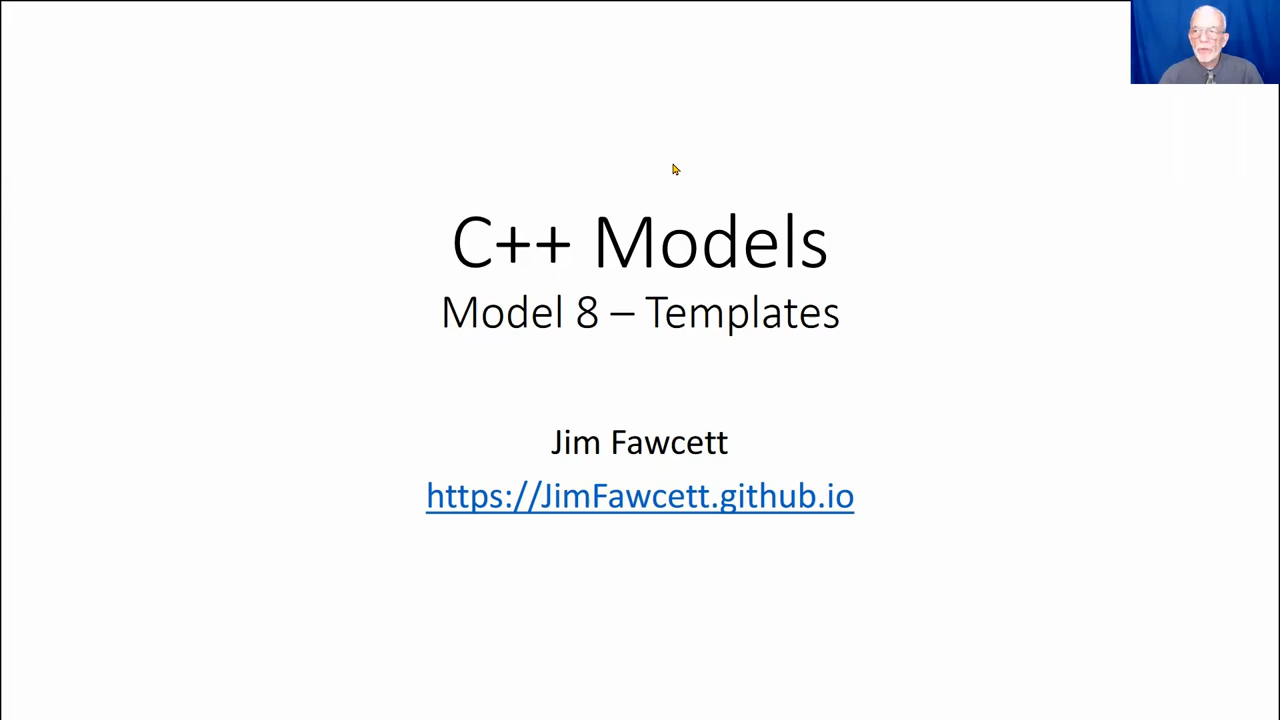 C++ Models
Model 8 – Templates
Jim Fawcett
https://JimFawcett.github.io